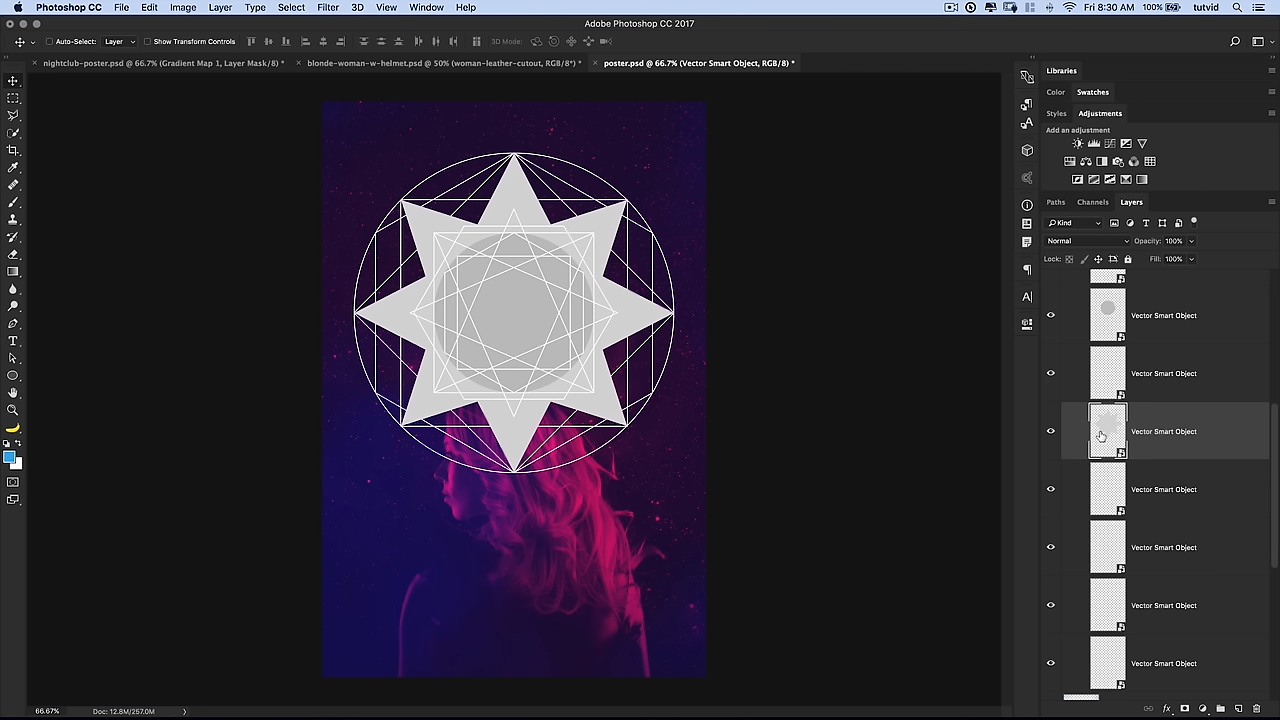 Photoshop CC File Edit Image Layer Type Select Filter 3D View Window Help 100% Fri 8:30 AM tutvid
Adobe Photoshop CC 2017
Auto-Select: Layer Show Transform Controls 3D Mode:
× nightclub-poster.psd @ 66.7% (Gradient Map 1, Layer Mask/8) * × blonde-woman-w-helmet.psd @ 50% (woman-leather-cutout, RGB/8*) * × poster.psd @ 66.7% (Vector Smart Object, RGB/8) *
Libraries
Color Swatches
Styles Adjustments
Add an adjustment
Paths Channels Layers
Kind
Normal Opacity: 100%
Lock: Fill: 100%
Vector Smart Object
Vector Smart Object
Vector Smart Object
Vector Smart Object
Vector Smart Object
Vector Smart Object
Vector Smart Object
66.67% Doc: 12.8M/257.0M